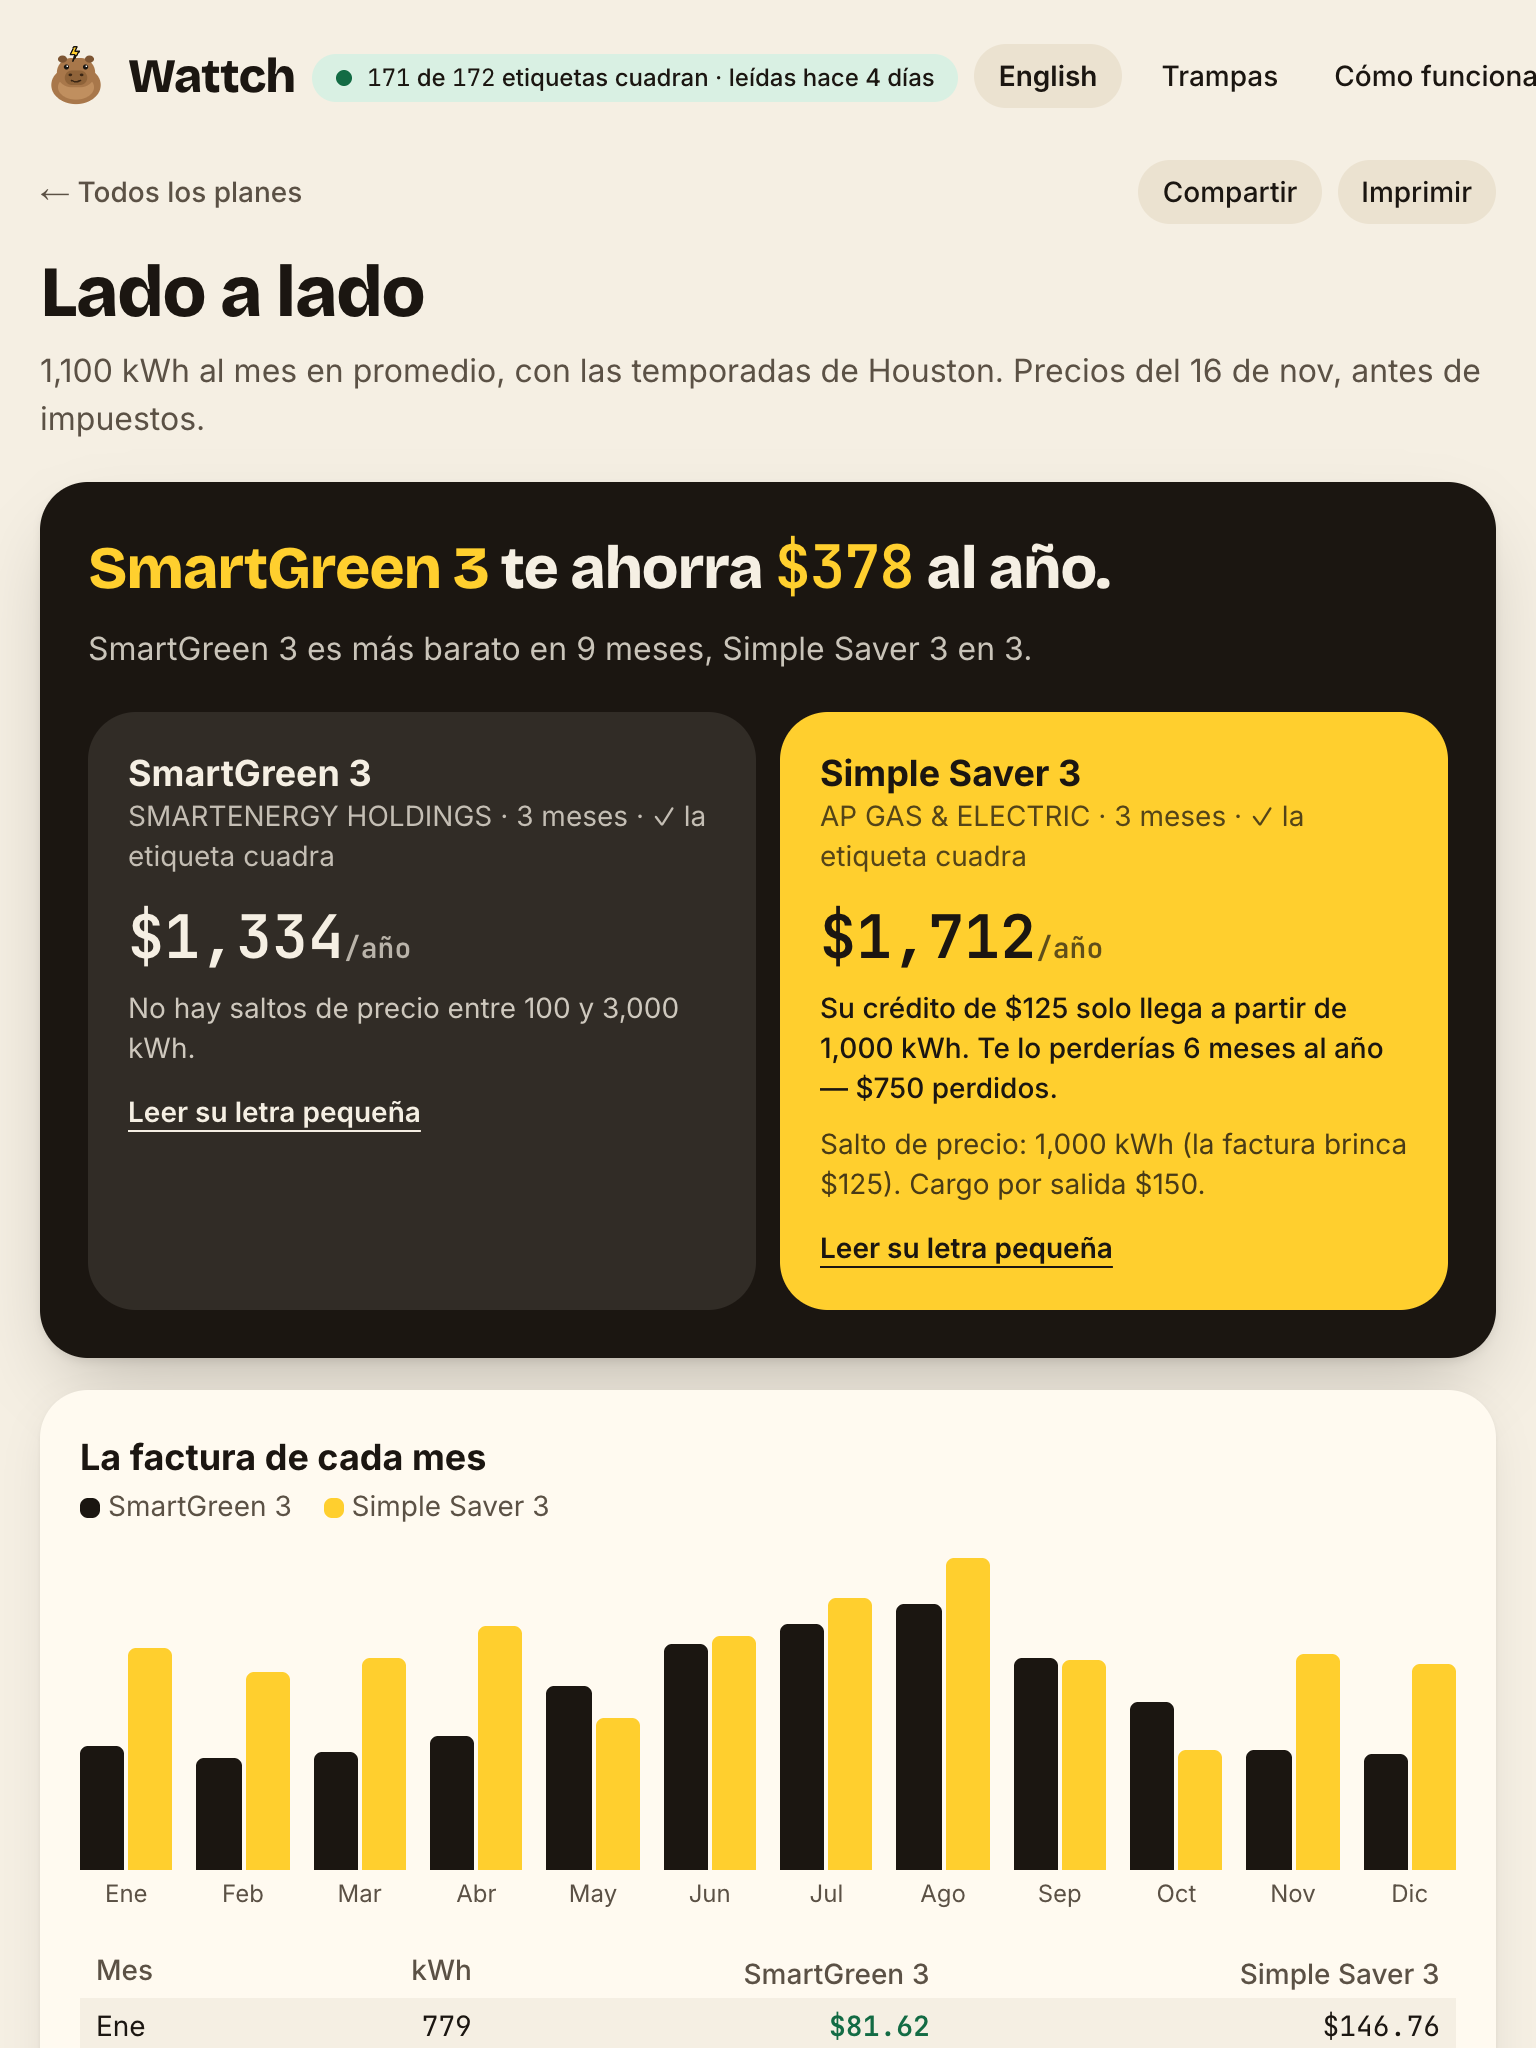 Wattch
171 de 172 etiquetas cuadran · leídas hace 4 días
English
Trampas
Cómo funciona
← Todos los planes
Compartir
Imprimir
Lado a lado
1,100 kWh al mes en promedio, con las temporadas de Houston. Precios del 16 de nov, antes de
impuestos.
SmartGreen 3 te ahorra $378 al año.
SmartGreen 3 es más barato en 9 meses, Simple Saver 3 en 3.
SmartGreen 3
SMARTENERGY HOLDINGS · 3 meses · ✓ la
etiqueta cuadra
$1,334/año
No hay saltos de precio entre 100 y 3,000
kWh.
Leer su letra pequeña
Simple Saver 3
AP GAS & ELECTRIC · 3 meses · ✓ la
etiqueta cuadra
$1,712/año
Su crédito de $125 solo llega a partir de
1,000 kWh. Te lo perderías 6 meses al año
— $750 perdidos.
Salto de precio: 1,000 kWh (la factura brinca
$125). Cargo por salida $150.
Leer su letra pequeña
La factura de cada mes
SmartGreen 3 Simple Saver 3
Ene Feb Mar Abr May Jun Jul Ago Sep Oct Nov Dic
Mes kWh SmartGreen 3 Simple Saver 3
Ene 779 $81.62 $146.76